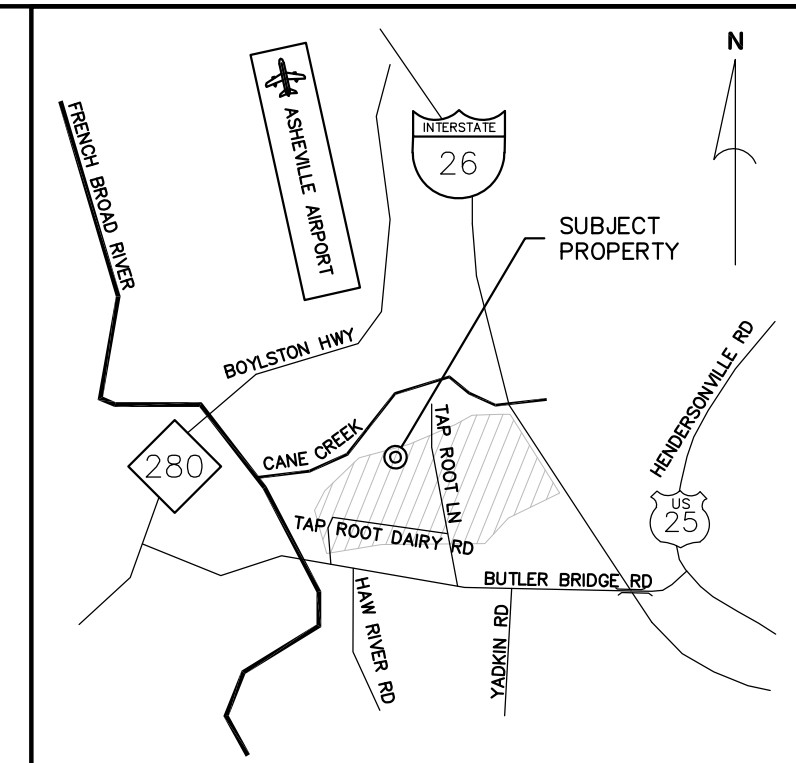 N
FRENCH BROAD RIVER
ASHEVILLE AIRPORT
INTERSTATE
26
SUBJECT
PROPERTY
BOYLSTON HWY
HENDERSONVILLE RD
CANE CREEK
TAP ROOT LN
280
US
25
TAP ROOT DAIRY RD
BUTLER BRIDGE RD
HAW RIVER RD
YADKIN RD